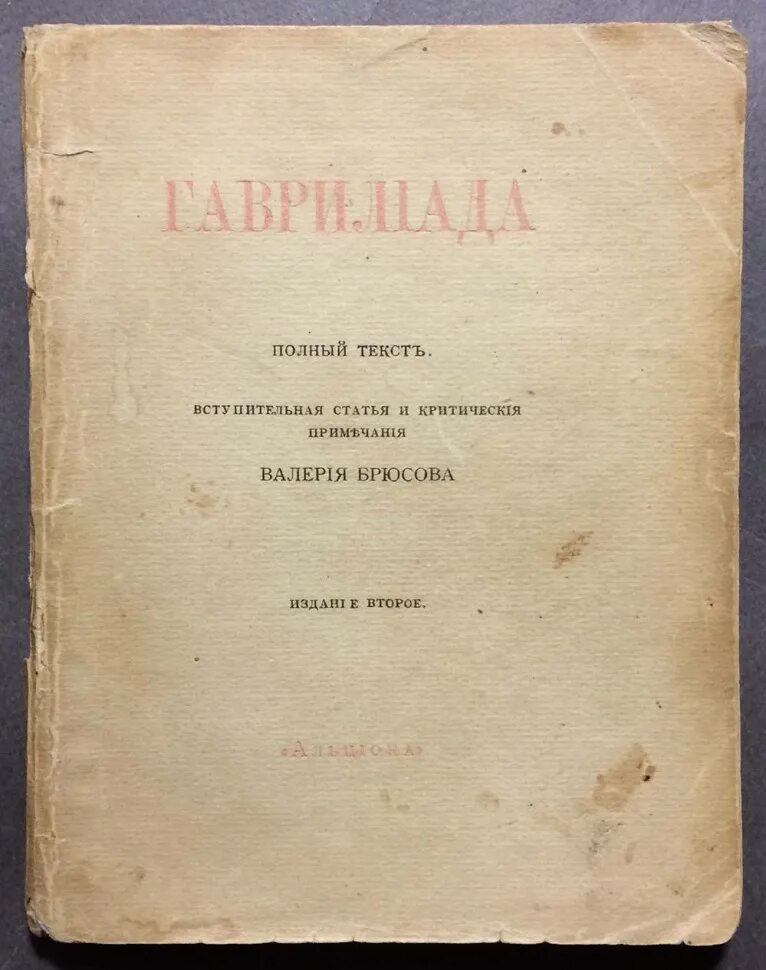 ГАВРИЛІАДА
ПОЛНЫЙ ТЕКСТЪ.
ВСТУПИТЕЛЬНАЯ СТАТЬЯ И КРИТИЧЕСКІЯ
ПРИМѢЧАНІЯ
ВАЛЕРІЯ БРЮСОВА
ИЗДАНІЕ ВТОРОЕ.
«АЛЬЦІОНА»